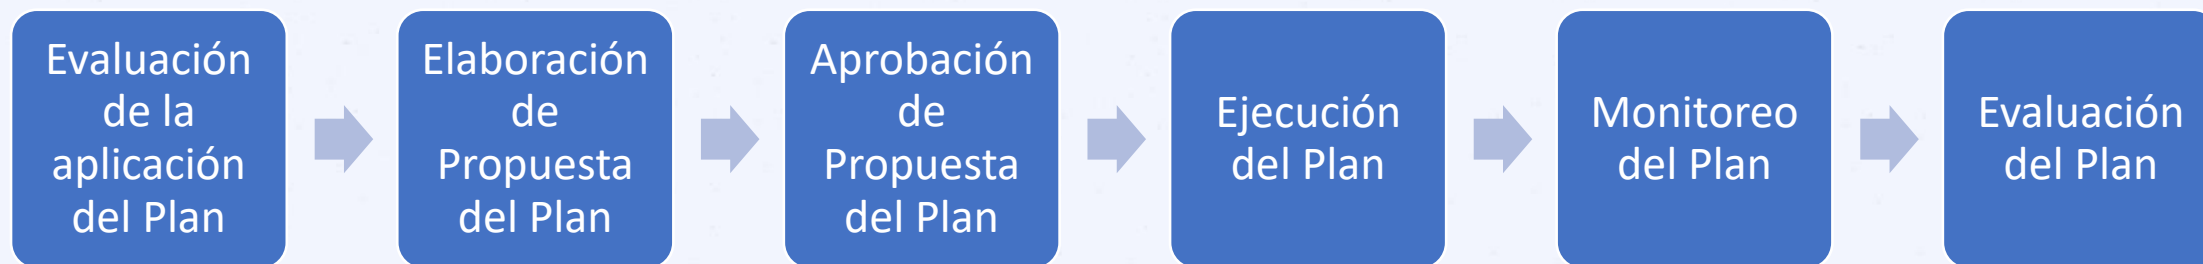 Evaluación
de la
aplicación
del Plan
Elaboración
de
Propuesta
del Plan
Aprobación
de
Propuesta
del Plan
Ejecución
del Plan
Monitoreo
del Plan
Evaluación
del Plan